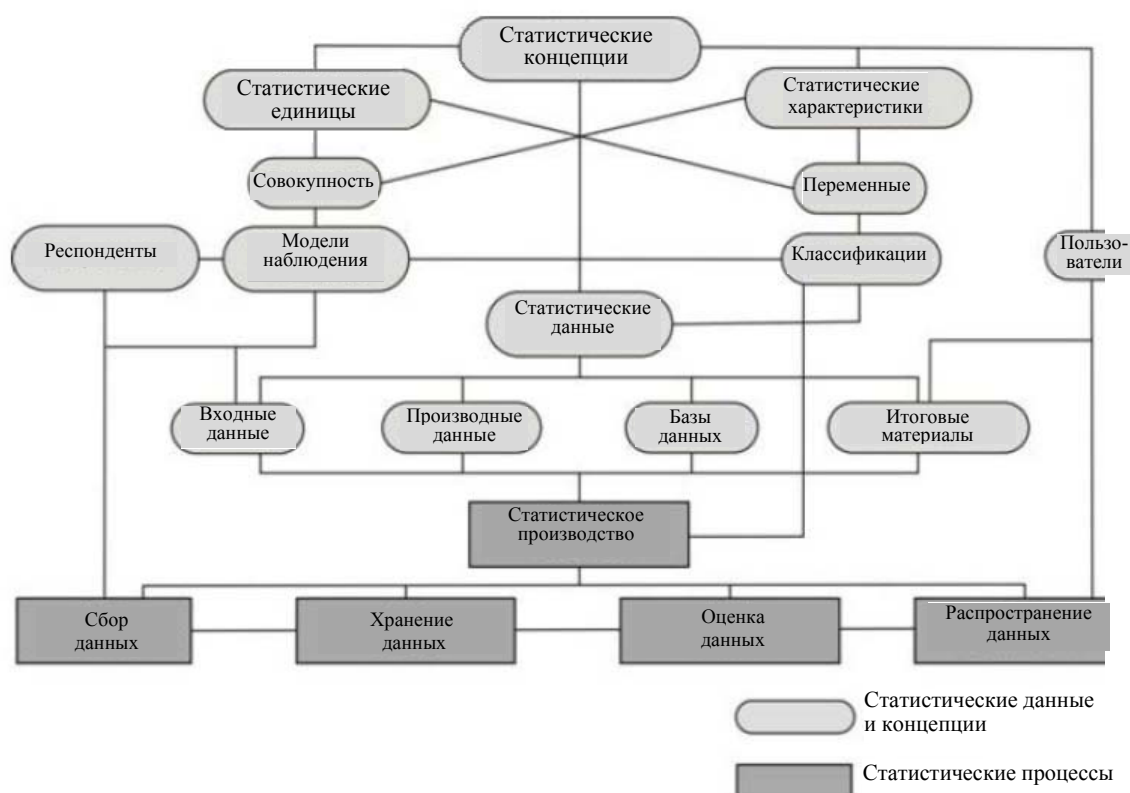 Статистические
концепции
Статистические
единицы
Статистические
характеристики
Совокупность
Переменные
Респонденты
Модели
наблюдения
Классификации
Пользо-
ватели
Статистические
данные
Входные
данные
Производные
данные
Базы
данных
Итоговые
материалы
Статистическое
производство
Сбор
данных
Хранение
данных
Оценка
данных
Распространение
данных
Статистические данные
и концепции
Статистические процессы